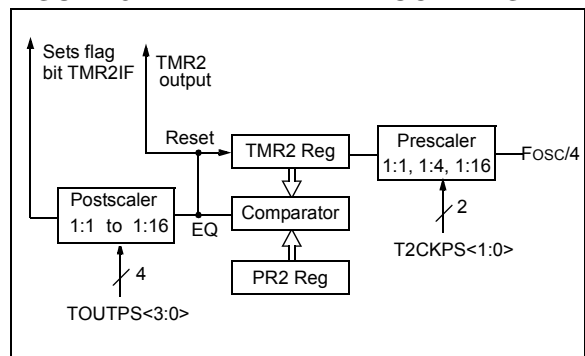 Sets flag
bit TMR2IF
TMR2
output
Reset
TMR2 Reg
Prescaler
1:1, 1:4, 1:16
FOSC/4
Postscaler
1:1 to 1:16
EQ
Comparator
2
T2CKPS<1:0>
4
PR2 Reg
TOUTPS<3:0>